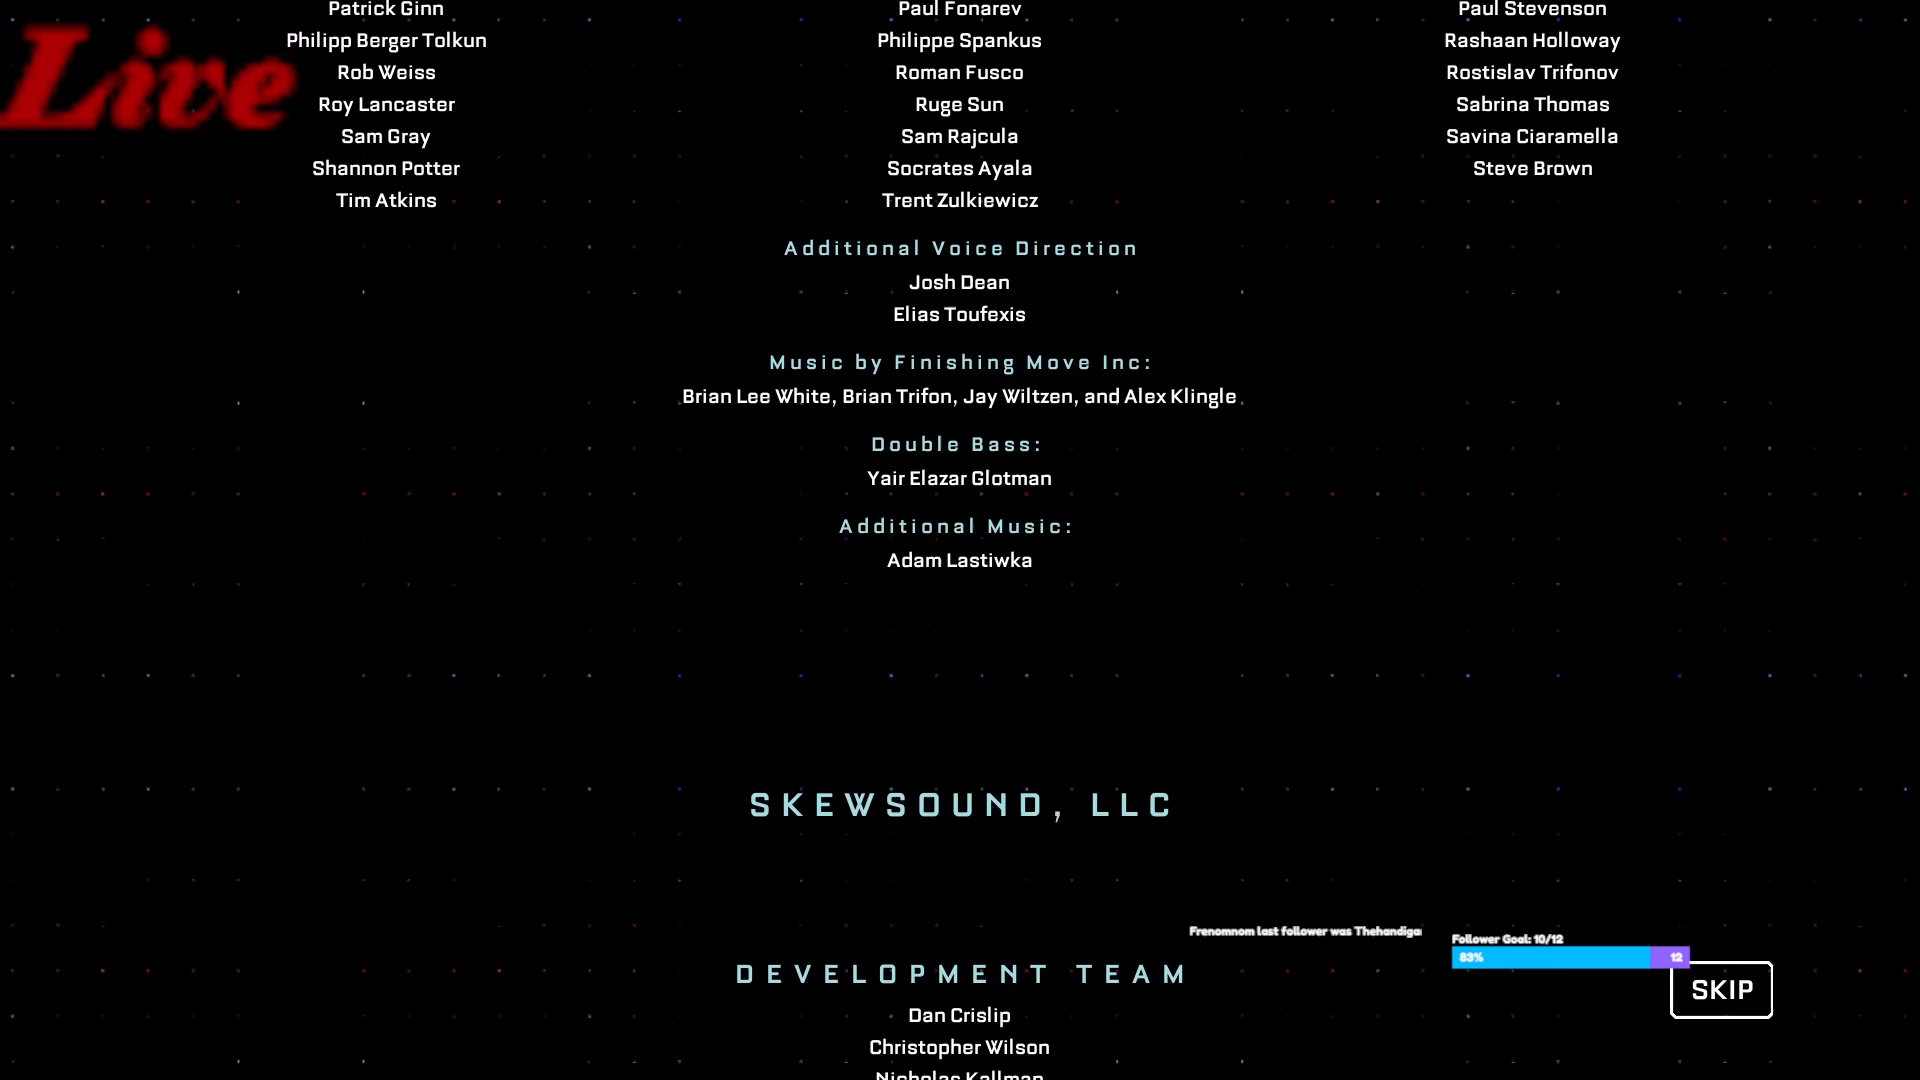 Live
Patrick Ginn
Paul Fonarev
Paul Stevenson
Philipp Berger Tolkun
Philippe Spankus
Rashaan Holloway
Rob Weiss
Roman Fusco
Rostislav Trifonov
Roy Lancaster
Ruge Sun
Sabrina Thomas
Sam Gray
Sam Rajcula
Savina Ciaramella
Shannon Potter
Socrates Ayala
Steve Brown
Tim Atkins
Trent Zulkiewicz
Additional Voice Direction
Josh Dean
Elias Toufexis
Music by Finishing Move Inc:
Brian Lee White, Brian Trifon, Jay Wiltzen, and Alex Klingle
Double Bass:
Yair Elazar Glotman
Additional Music:
Adam Lastiwka
SKEWSOUND, LLC
Frenomnom last follower was Thehandiga
Follower Goal: 10/12
83%
12
DEVELOPMENT TEAM
SKIP
Dan Crislip
Christopher Wilson
Nicholas Kallman